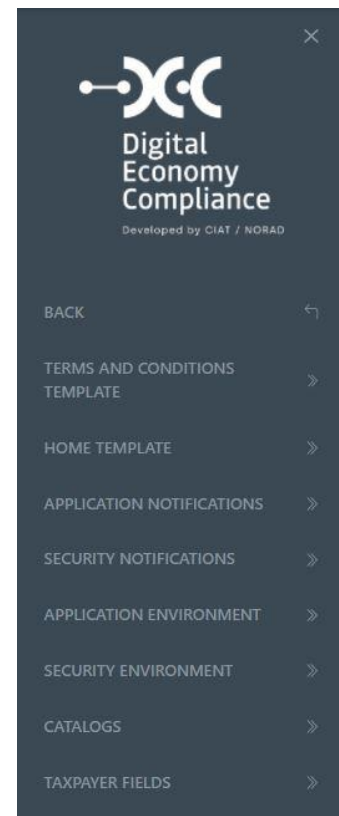 Digital
Economy
Compliance
Developed by CIAT / NORAD
BACK
TERMS AND CONDITIONS
TEMPLATE
HOME TEMPLATE
APPLICATION NOTIFICATIONS
SECURITY NOTIFICATIONS
APPLICATION ENVIRONMENT
SECURITY ENVIRONMENT
CATALOGS
TAXPAYER FIELDS